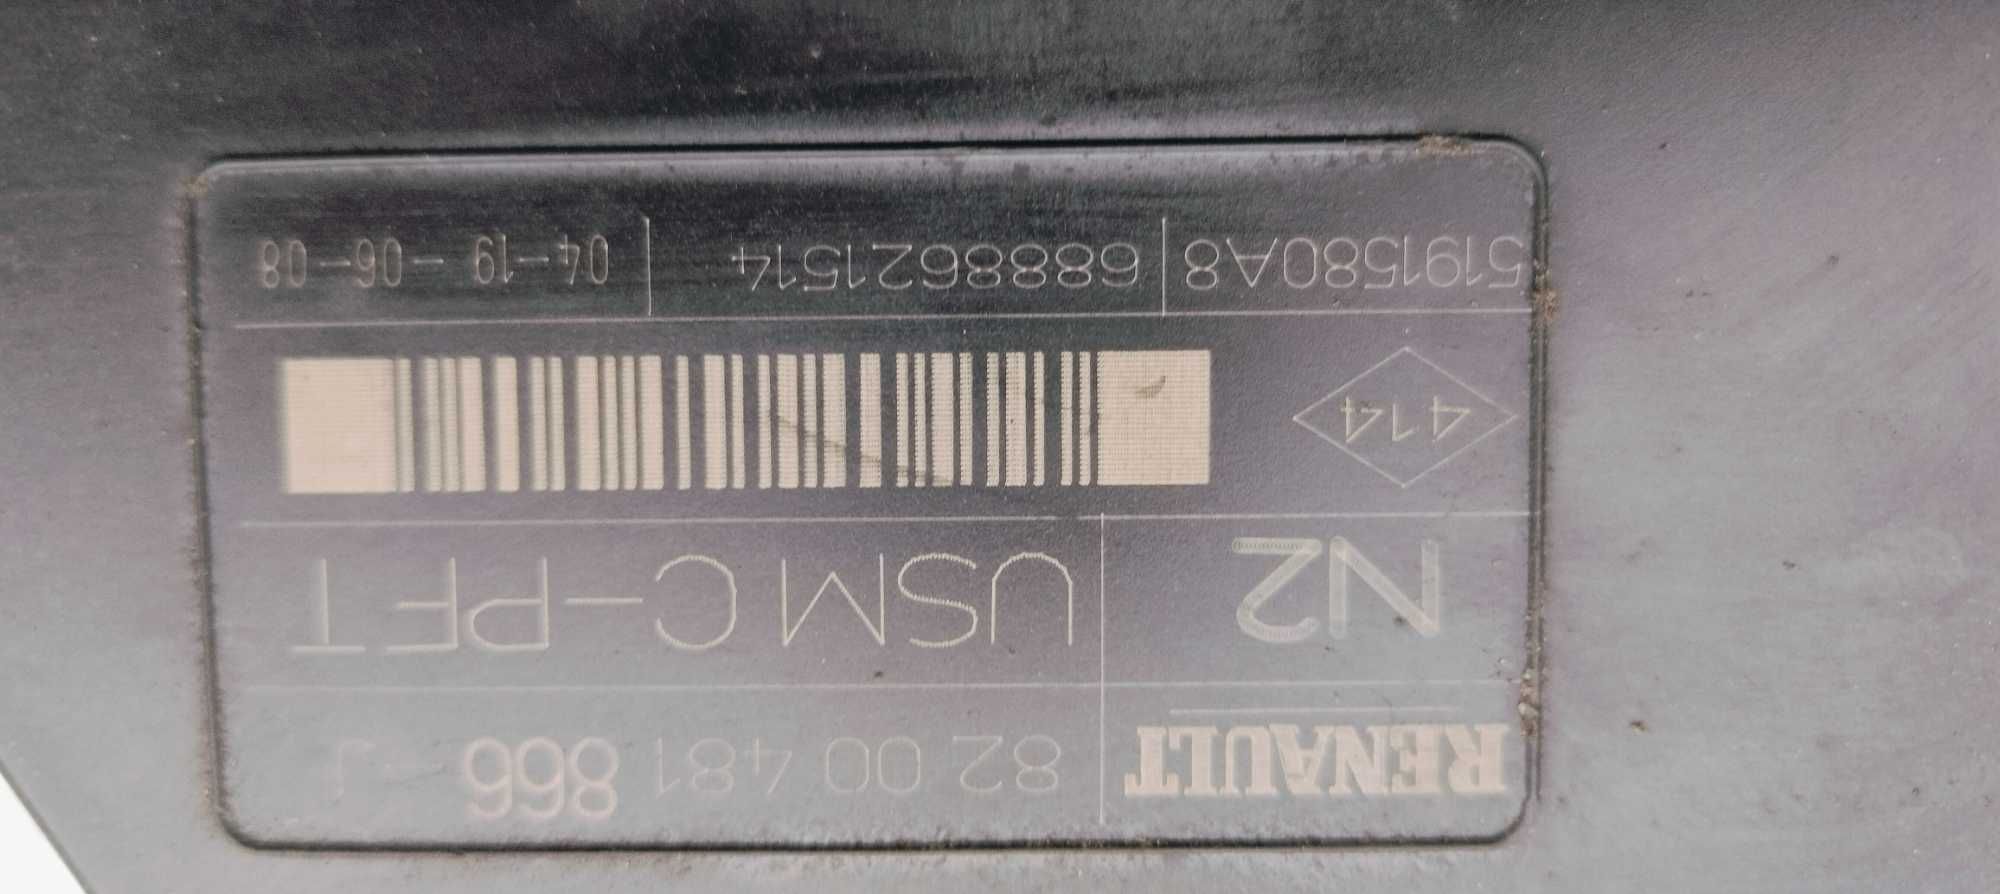 RENAULT 82 00 481 866 - J
N2 USM C-PFT
414
5191580A8 6888621514 04-19-06-08